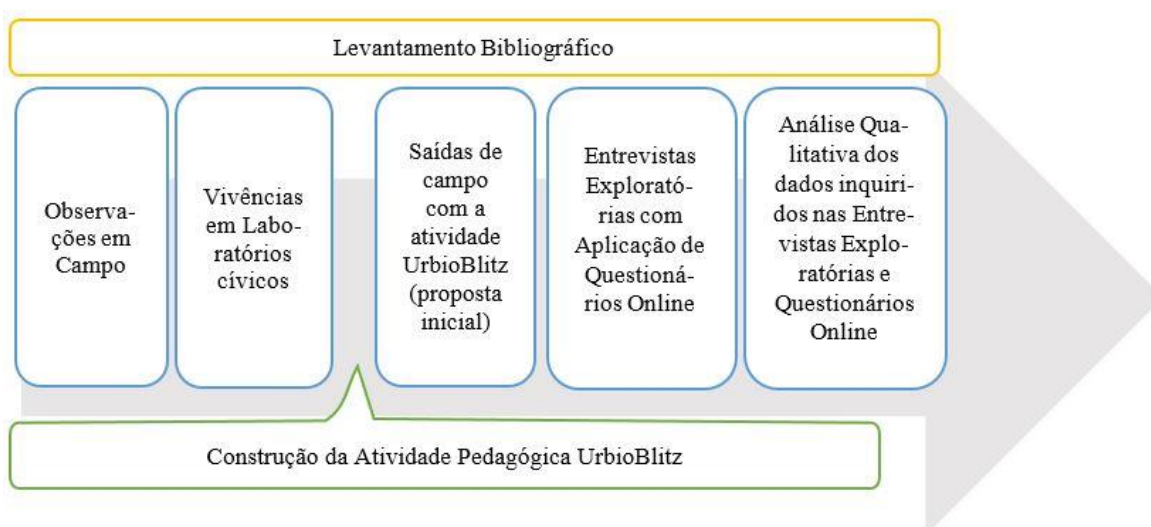 Levantamento Bibliográfico
Observa-
ções em
Campo
Vivências
em Labo-
ratórios
cívicos
Saídas de
campo
com a
atividade
UrbioBlitz
(proposta
inicial)
Entrevistas
Explorató-
rias com
Aplicação de
Questioná-
rios Online
Análise Qua-
litativa dos
dados inquiri-
dos nas Entre-
vistas Explo-
ratórias e
Questionários
Online
Construção da Atividade Pedagógica UrbioBlitz